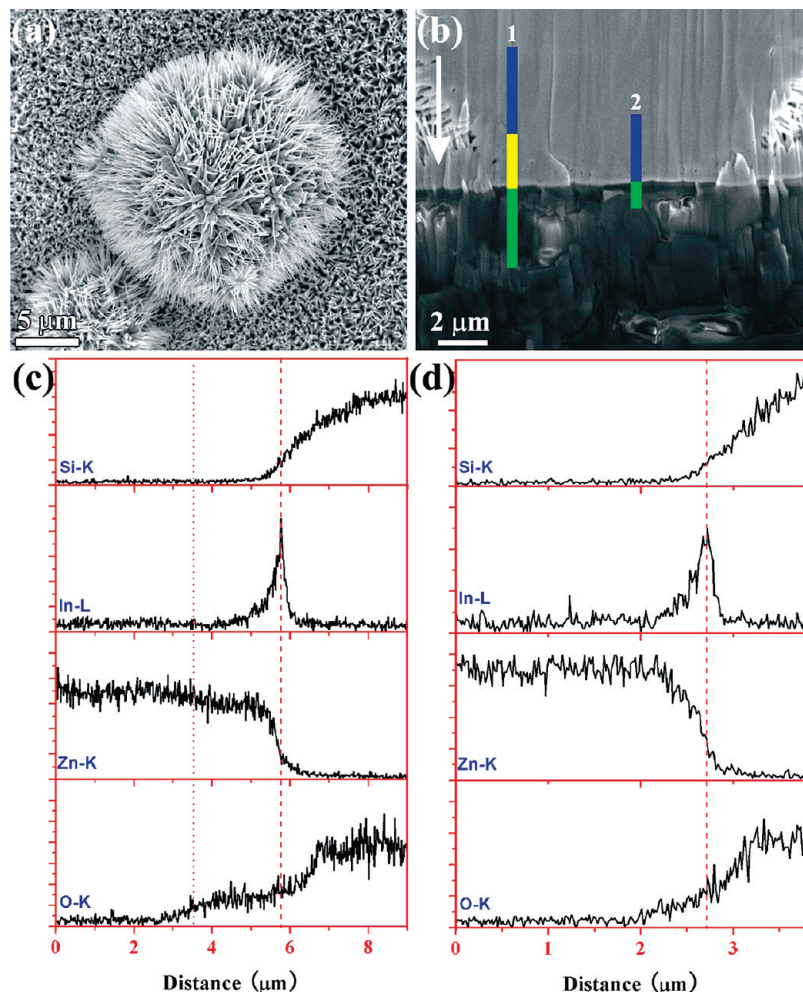 (a)
5 μm
(b)
1
2
2 μm
(c)
Si-K
In-L
Zn-K
O-K
0 2 4 6 8
Distance (μm)
(d)
Si-K
In-L
Zn-K
O-K
0 1 2 3
Distance (μm)